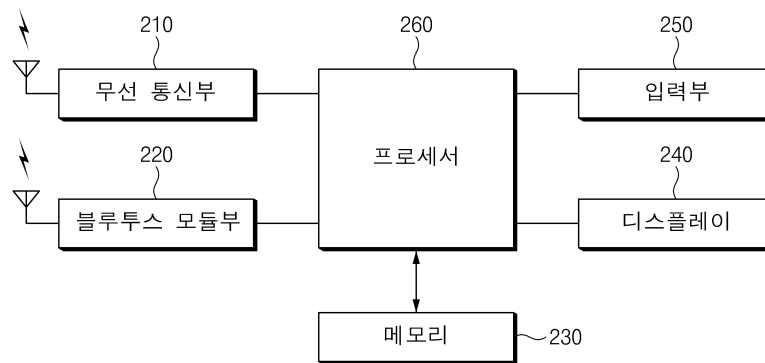 210
260
250
무선 통신부
프로세서
입력부
220
240
블루투스 모듈부
디스플레이
메모리
230